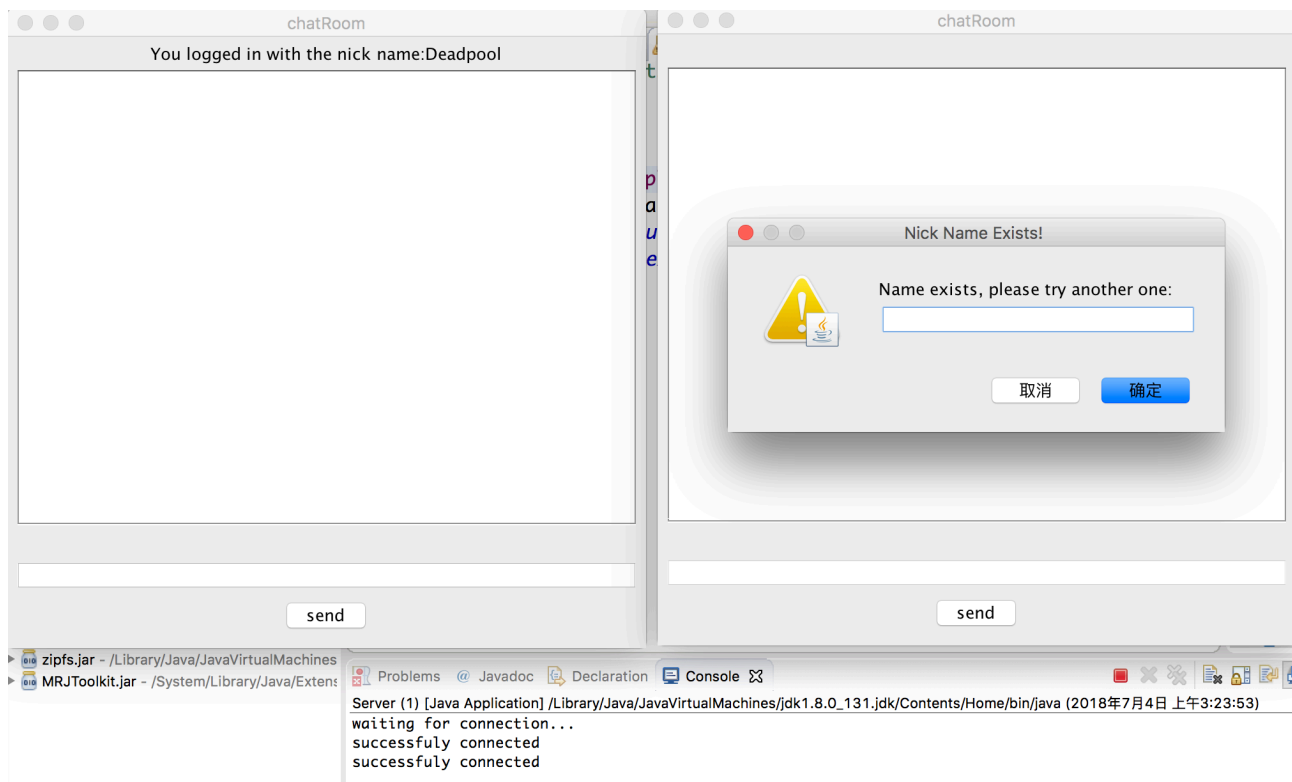 chatRoom
You logged in with the nick name:Deadpool
send
chatRoom
Nick Name Exists!
Name exists, please try another one:
取消
确定
send
t
p
a
u
e
zipfs.jar - /Library/Java/JavaVirtualMachines
MRJToolkit.jar - /System/Library/Java/Extens
Problems @ Javadoc Declaration Console
Server (1) [Java Application] /Library/Java/JavaVirtualMachines/jdk1.8.0_131.jdk/Contents/Home/bin/java (2018年7月4日 上午3:23:53)
waiting for connection...
successfuly connected
successfuly connected